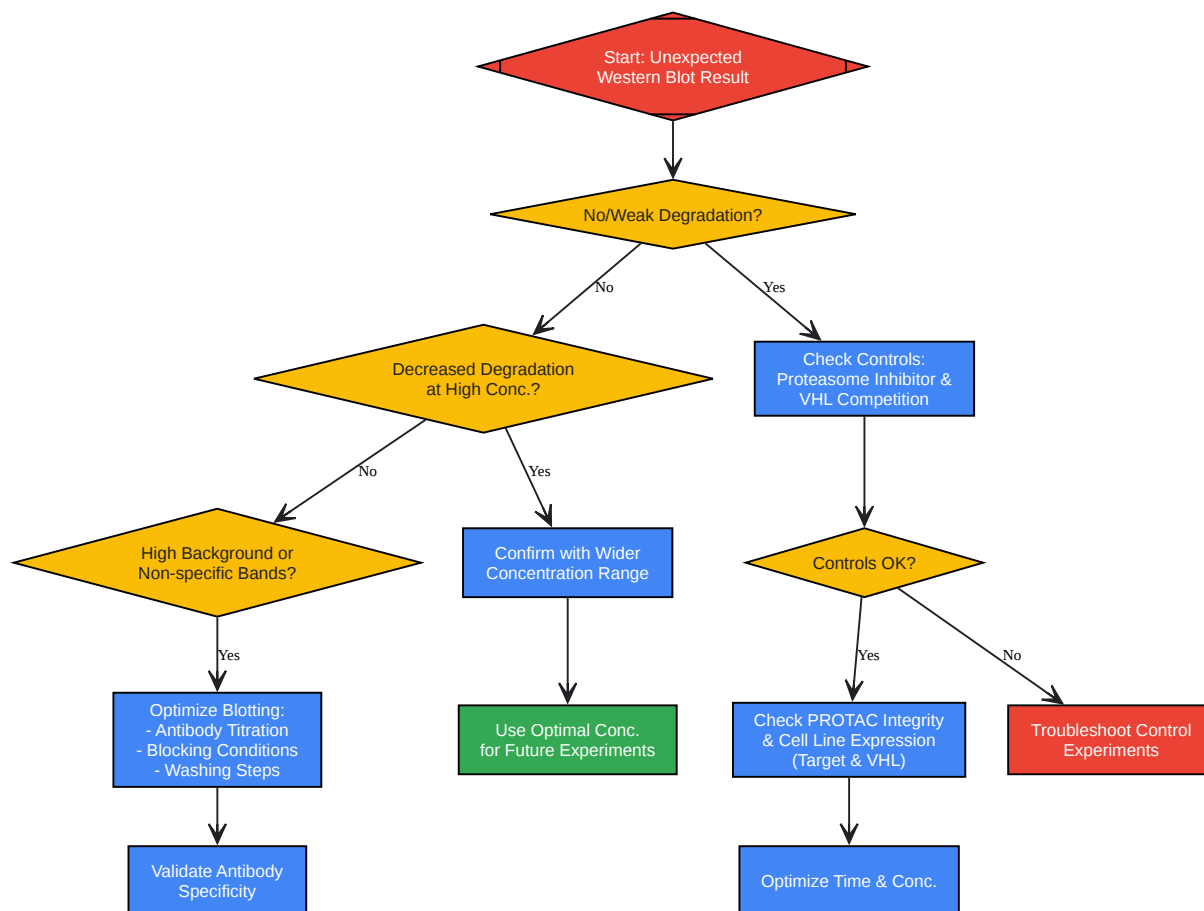 Start: Unexpected
Western Blot Result
No/Weak Degradation?
No
Yes
Decreased Degradation
at High Conc.?
Check Controls:
Proteasome Inhibitor &
VHL Competition
No
Yes
High Background or
Non-specific Bands?
Confirm with Wider
Concentration Range
Controls OK?
Yes
Yes
No
Optimize Blotting:
- Antibody Titration
- Blocking Conditions
- Washing Steps
Use Optimal Conc.
for Future Experiments
Check PROTAC Integrity
& Cell Line Expression
(Target & VHL)
Troubleshoot Control
Experiments
Validate Antibody
Specificity
Optimize Time & Conc.